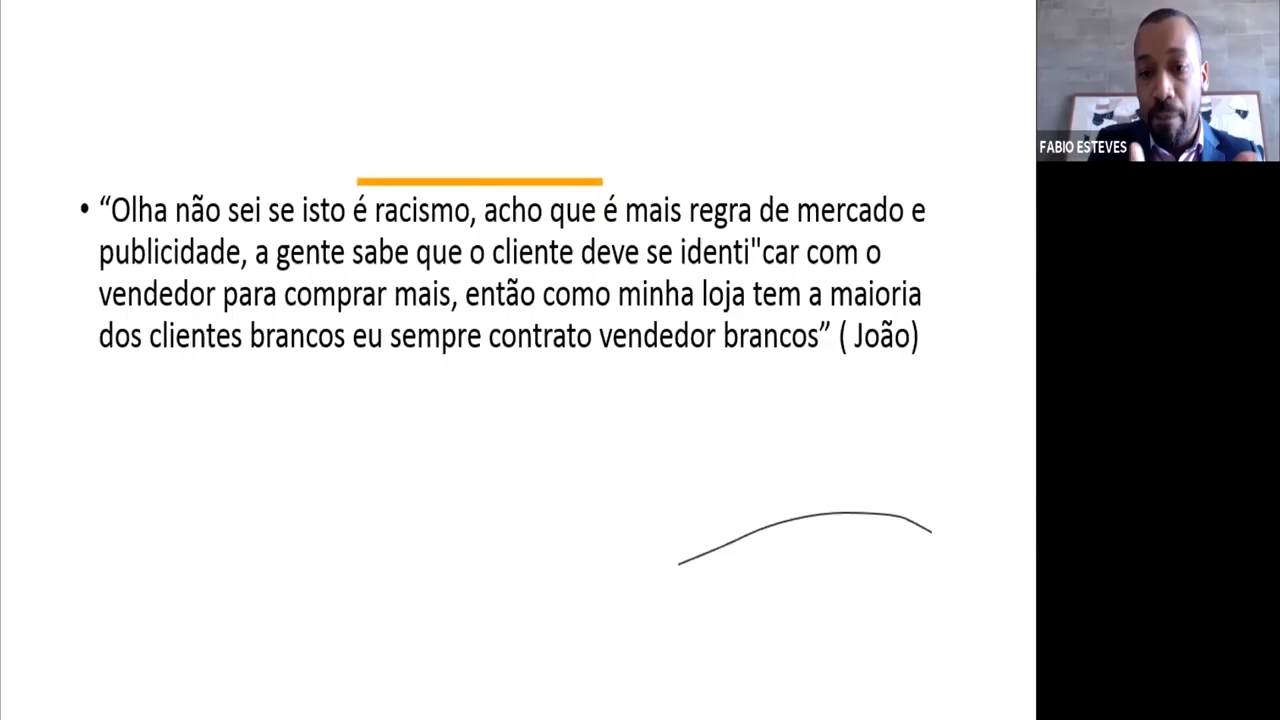 • “Olha não sei se isto é racismo, acho que é mais regra de mercado e
publicidade, a gente sabe que o cliente deve se identi"car com o
vendedor para comprar mais, então como minha loja tem a maioria
dos clientes brancos eu sempre contrato vendedor brancos” ( João)
FABIO ESTEVES